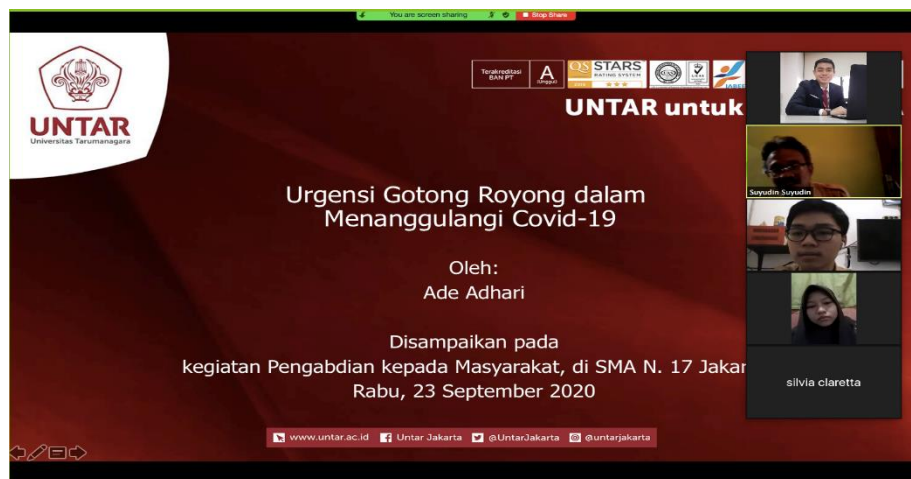 You are screen sharing
Stop Share
UNTAR
Universitas Tarumanagara
Terakreditasi
BAN PT
A
QS STARS
RATING SYSTEM
UNTAR untuk
Suyudin Suyudin
Urgensi Gotong Royong dalam
Menanggulangi Covid-19
Oleh:
Ade Adhari
Disampaikan pada
kegiatan Pengabdian kepada Masyarakat, di SMA N. 17 Jakar
Rabu, 23 September 2020
silvia claretta
www.untar.ac.id Untar Jakarta @UntarJakarta @untarjakarta